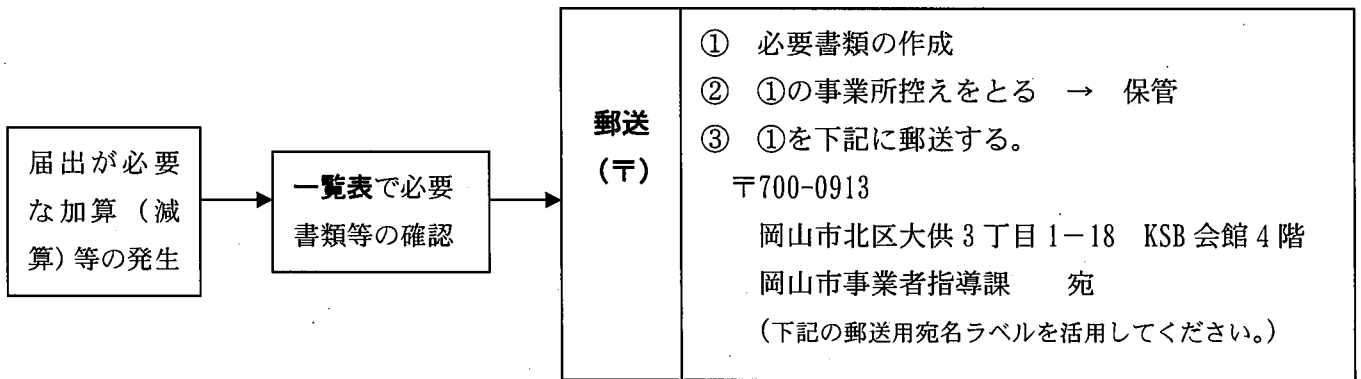 届出が必要
な加算（減
算）等の発生
一覧表で必要
書類等の確認
郵送
（〒）
① 必要書類の作成
② ①の事業所控えをとる → 保管
③ ①を下記に郵送する。
〒700-0913
岡山市北区大供3丁目1－18 KSB会館4階
岡山市事業者指導課 宛
（下記の郵送用宛名ラベルを活用してください。）